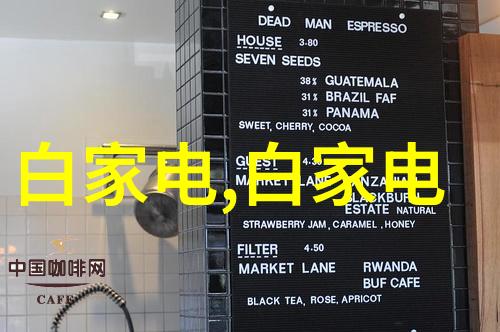 DEAD MAN ESPRESSO
HOUSE 3-80
SEVEN SEEDS
38% GUATEMALA
31% BRAZIL FAF
31% PANAMA
SWEET, CHERRY, COCOA
白家电,白家电
GUEST 4-30
MARKET LANE TANZANIA
BLACKBURN
ESTATE NATURAL
STRAWBERRY JAM, CARAMEL, HONEY
FILTER 4.50
MARKET LANE RWANDA
BUF CAFE
BLACK TEA, ROSE, APRICOT
中国咖啡网
CAFE